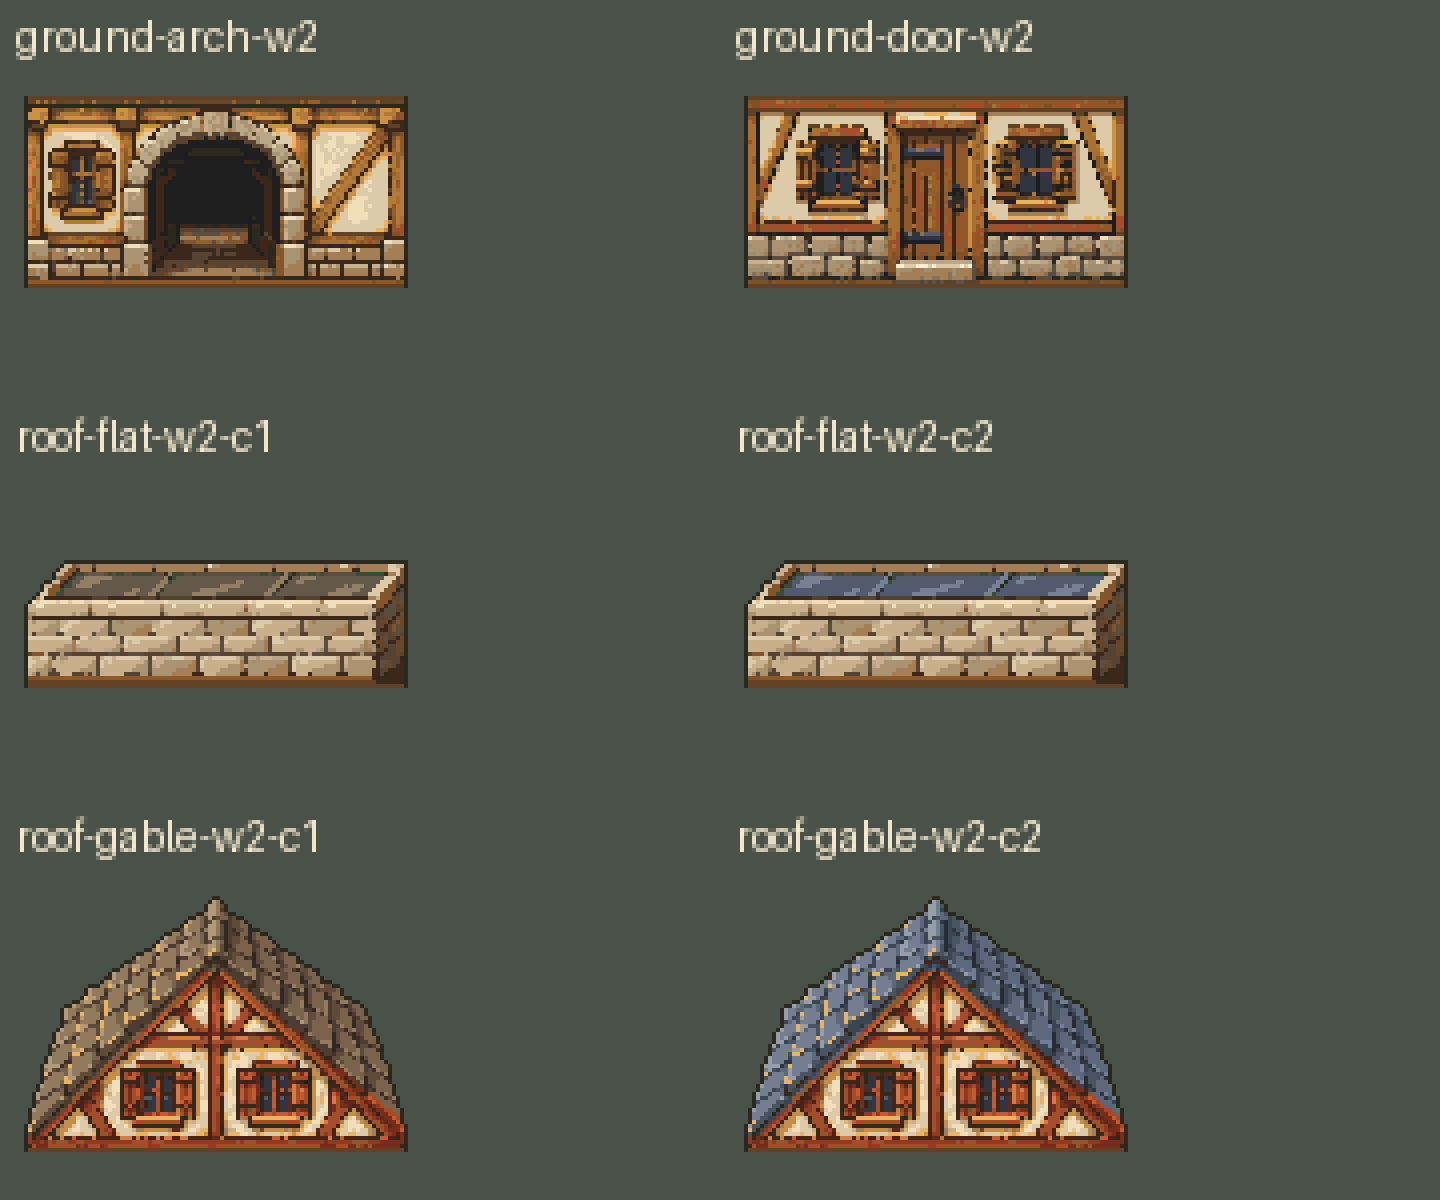 ground-arch-w2
ground-door-w2
roof-flat-w2-c1
roof-flat-w2-c2
roof-gable-w2-c1
roof-gable-w2-c2